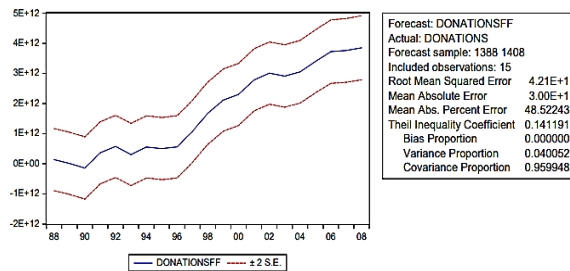 5E+12
4E+12
3E+12
2E+12
1E+12
0E+00
-1E+12
-2E+12
88 90 92 94 96 98 00 02 04 06 08
DONATIONSFF ± 2 S.E.
Forecast: DONATIONSFF
Actual: DONATIONS
Forecast sample: 1388 1408
Included observations: 15
Root Mean Squared Error 4.21E+1
Mean Absolute Error 3.00E+1
Mean Abs. Percent Error 48.52243
Theil Inequality Coefficient 0.141191
Bias Proportion 0.000000
Variance Proportion 0.040052
Covariance Proportion 0.959948